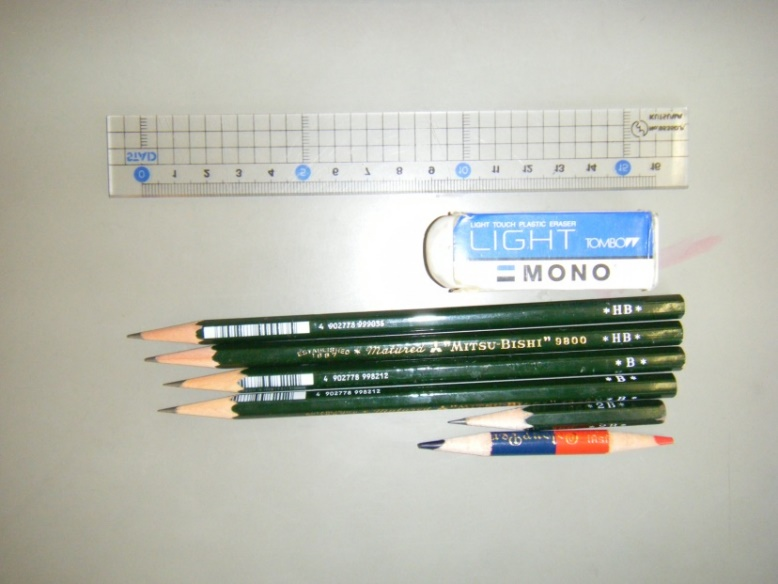 STAD
KUTSUWA
0 1 2 3 4 5 6 7 8 9 10 11 12 13 14 15 16
LIGHT TOUCH PLASTIC ERASER
LIGHT TOMBOW
MONO
4 902778 099035 *HB*
Matured "MITSU-BISHI" 9800 *HB*
4 902778 998212 *B*
4 902778 998212 *B*
*2B*